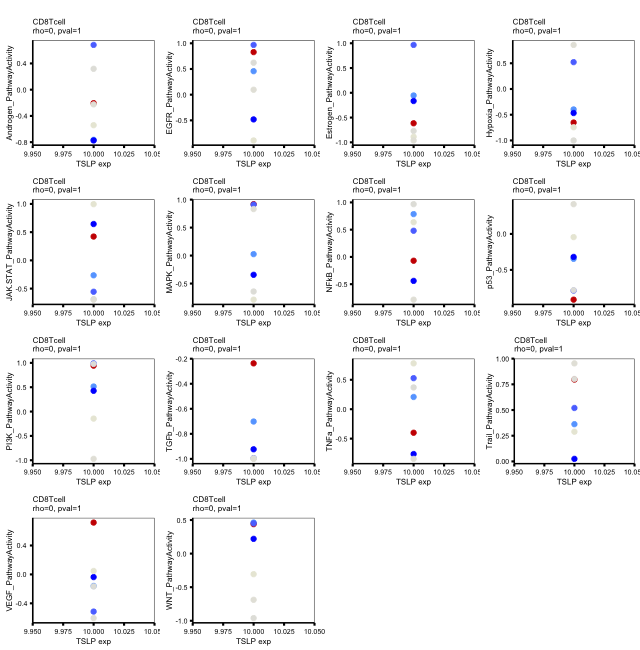 CD8Tcell
rho=0, pval=1
CD8Tcell
rho=0, pval=1
CD8Tcell
rho=0, pval=1
CD8Tcell
rho=0, pval=1
Androgen_PathwayActivity
0.4
0.0
-0.4
-0.8
9.950 9.975 10.000 10.025 10.05
TSLP exp
EGFR_PathwayActivity
1.0
0.5
0.0
-0.5
9.950 9.975 10.000 10.025 10.05
TSLP exp
Estrogen_PathwayActivity
1.0
0.5
0.0
-0.5
-1.0
9.950 9.975 10.000 10.025 10.05
TSLP exp
Hypoxia_PathwayActivity
0.5
0.0
-0.5
-1.0
9.950 9.975 10.000 10.025 10.05
TSLP exp
CD8Tcell
rho=0, pval=1
CD8Tcell
rho=0, pval=1
CD8Tcell
rho=0, pval=1
CD8Tcell
rho=0, pval=1
JAK.STAT_PathwayActivity
1.0
0.5
0.0
-0.5
9.950 9.975 10.000 10.025 10.05
TSLP exp
MAPK_PathwayActivity
1.0
0.5
0.0
-0.5
9.950 9.975 10.000 10.025 10.05
TSLP exp
NFkB_PathwayActivity
1.0
0.5
0.0
-0.5
9.950 9.975 10.000 10.025 10.05
TSLP exp
p53_PathwayActivity
0.0
-0.5
9.950 9.975 10.000 10.025 10.05
TSLP exp
CD8Tcell
rho=0, pval=1
CD8Tcell
rho=0, pval=1
CD8Tcell
rho=0, pval=1
CD8Tcell
rho=0, pval=1
PI3K_PathwayActivity
1.0
0.5
0.0
-0.5
-1.0
9.950 9.975 10.000 10.025 10.05
TSLP exp
TGFb_PathwayActivity
-0.2
-0.4
-0.6
-0.8
-1.0
9.950 9.975 10.000 10.025 10.05
TSLP exp
TNFa_PathwayActivity
0.5
0.0
-0.5
9.950 9.975 10.000 10.025 10.05
TSLP exp
Trail_PathwayActivity
1.00
0.75
0.50
0.25
0.00
9.950 9.975 10.000 10.025 10.05
TSLP exp
CD8Tcell
rho=0, pval=1
CD8Tcell
rho=0, pval=1
VEGF_PathwayActivity
0.4
0.0
-0.4
9.950 9.975 10.000 10.025 10.05
TSLP exp
WNT_PathwayActivity
0.5
0.0
-0.5
-1.0
9.950 9.975 10.000 10.025 10.050
TSLP exp